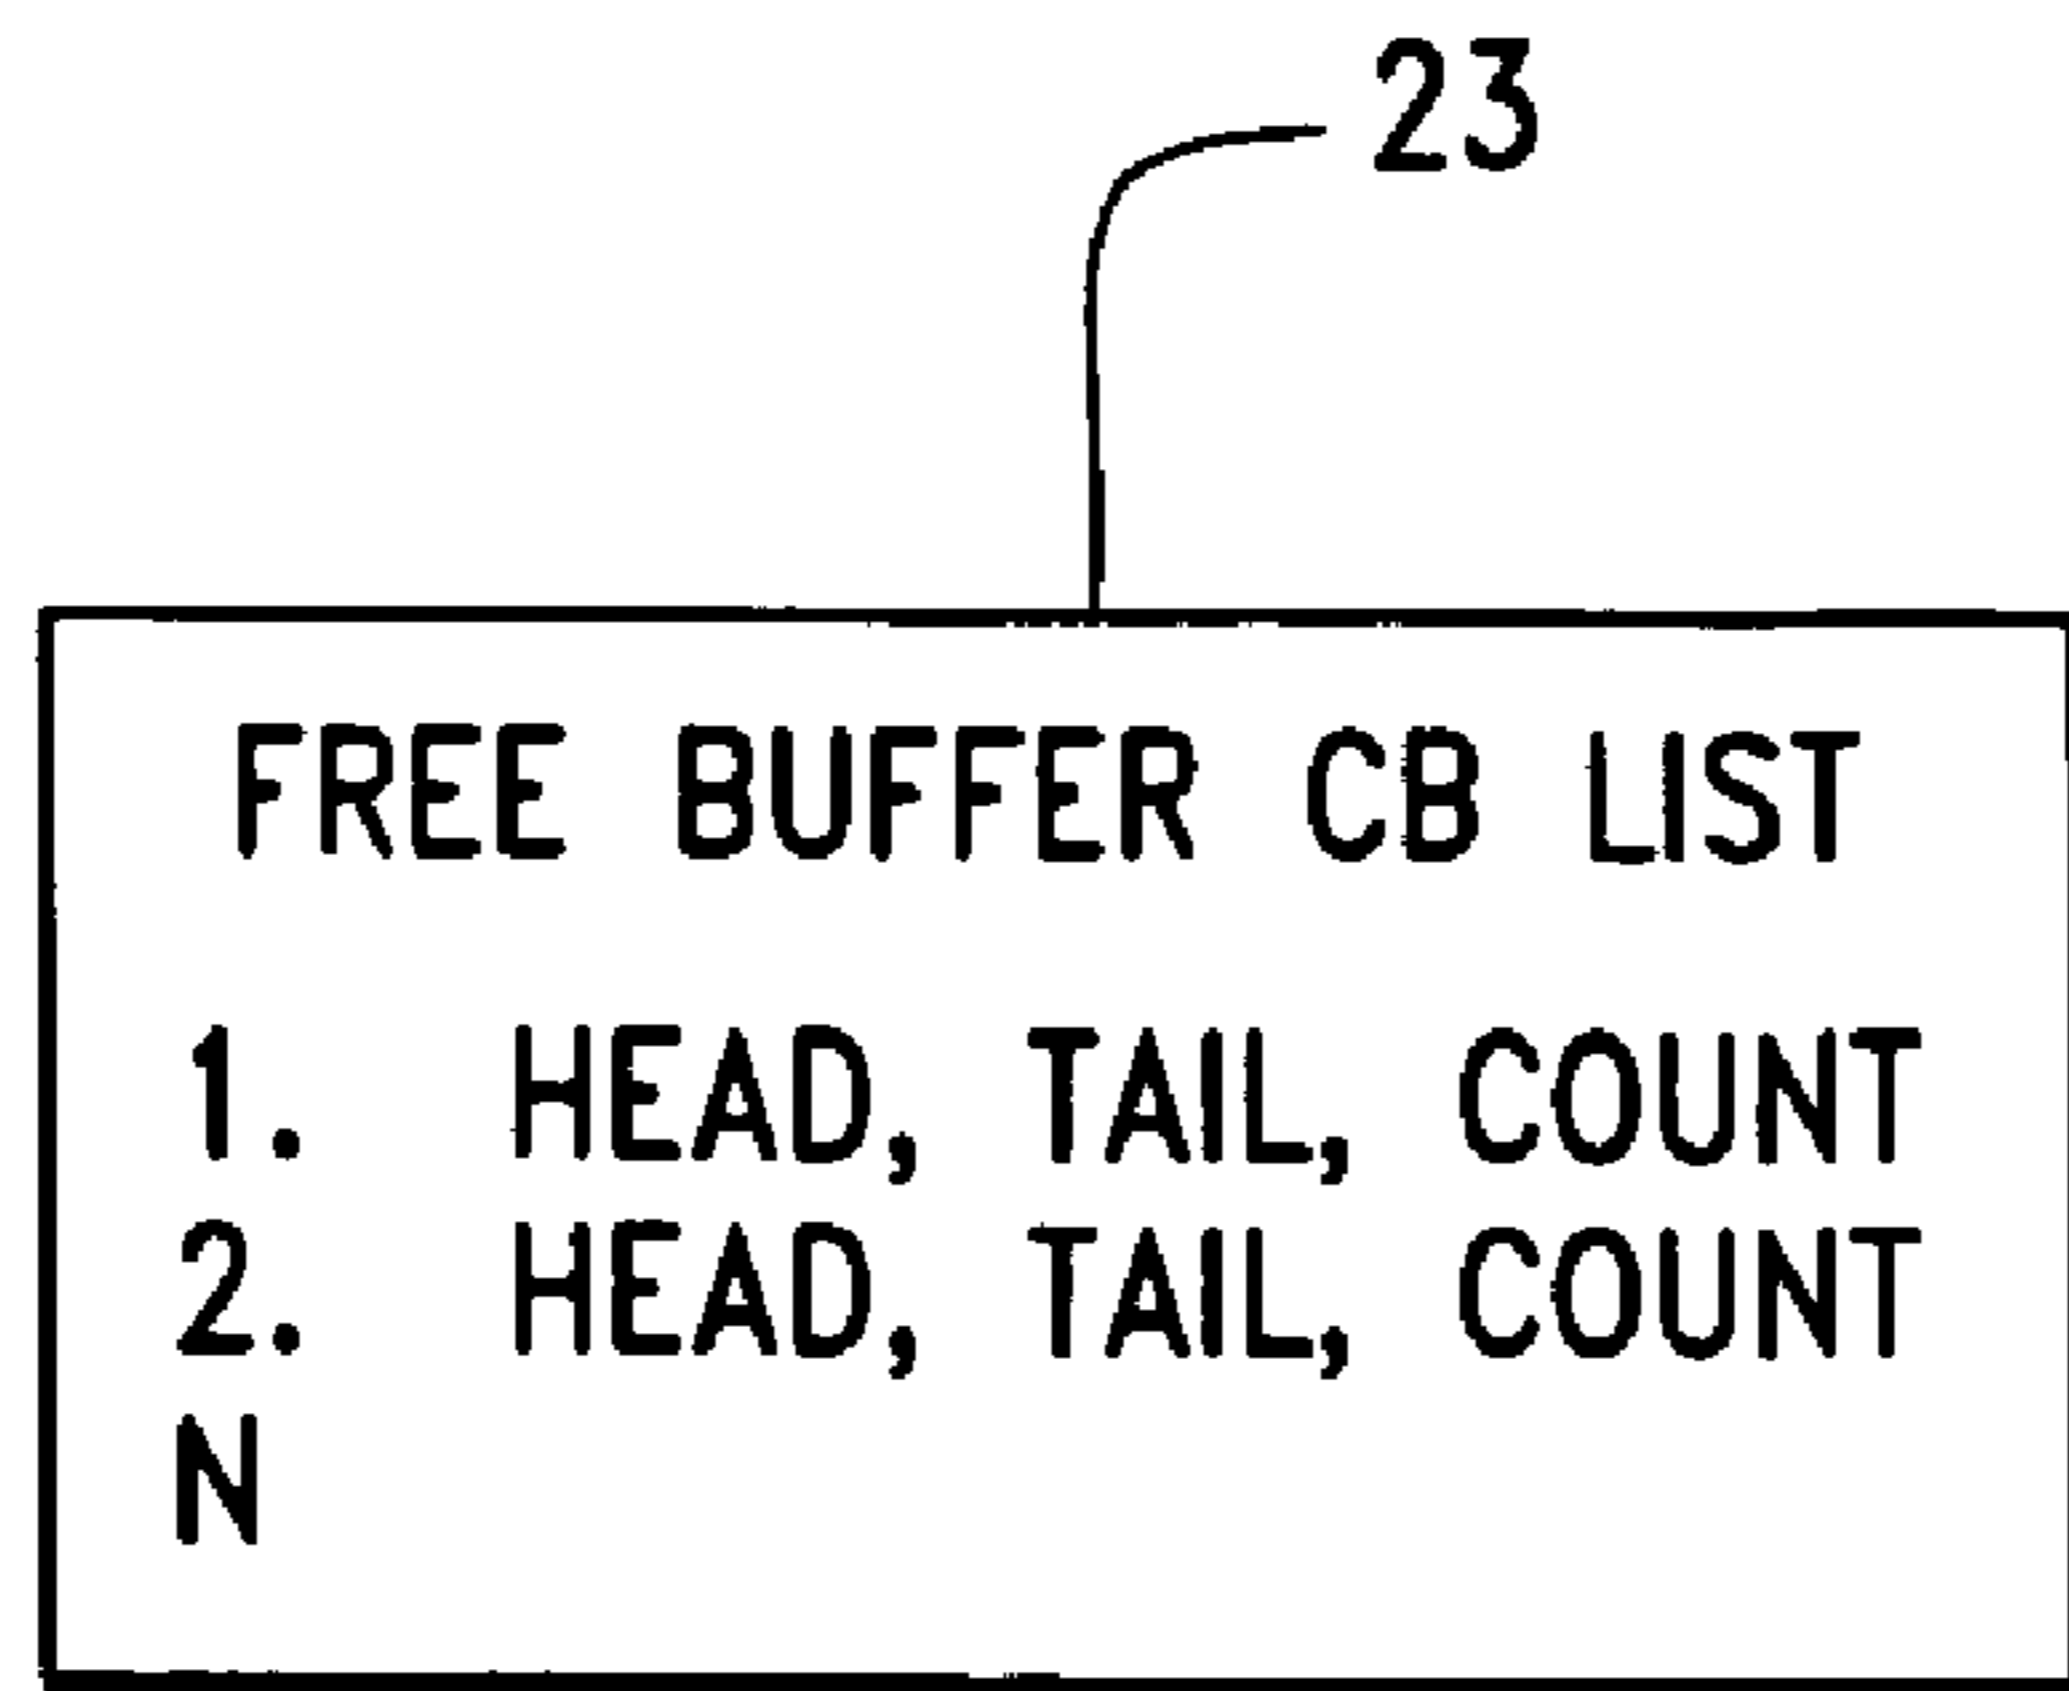 23
FREE BUFFER CB LIST
1. HEAD, TAIL, COUNT
2. HEAD, TAIL, COUNT
N